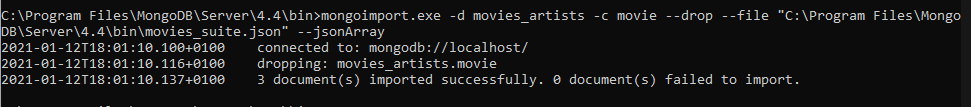 C:\Program Files\MongoDB\Server\4.4\bin>mongoimport.exe -d movies_artists -c movie --drop --file "C:\Program Files\Mongo
DB\Server\4.4\bin\movies_suite.json" --jsonArray
2021-01-12T18:01:10.100+0100    connected to: mongodb://localhost/
2021-01-12T18:01:10.116+0100    dropping: movies_artists.movie
2021-01-12T18:01:10.137+0100    3 document(s) imported successfully. 0 document(s) failed to import.